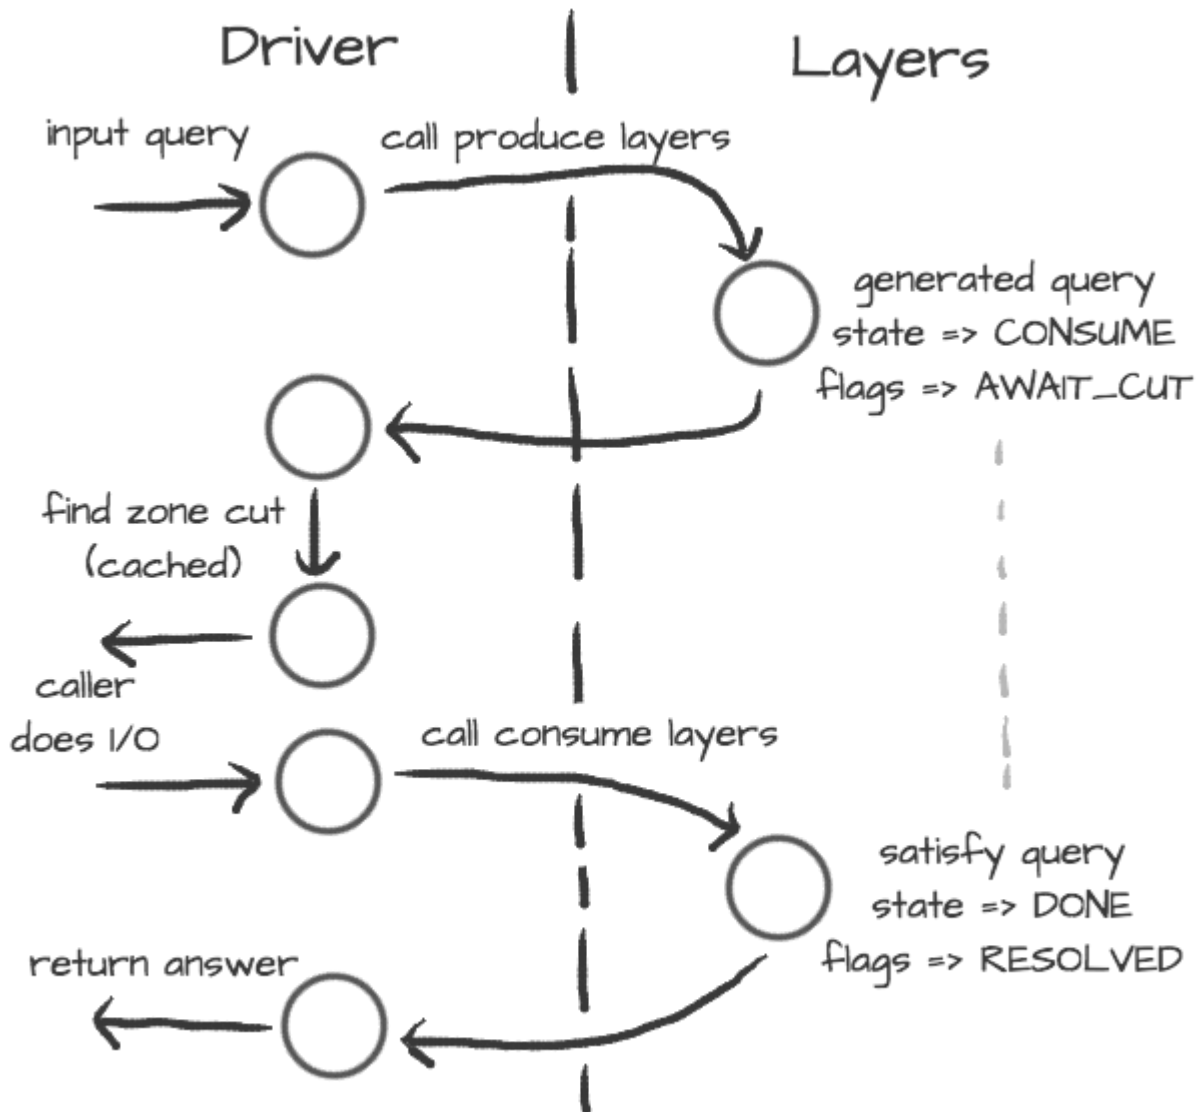 Driver
Layers
input query
call produce layers
generated query
state => CONSUME
flags => AWAIT_CUT
find zone cut
(cached)
caller
does I/O
call consume layers
satisfy query
state => DONE
flags => RESOLVED
return answer